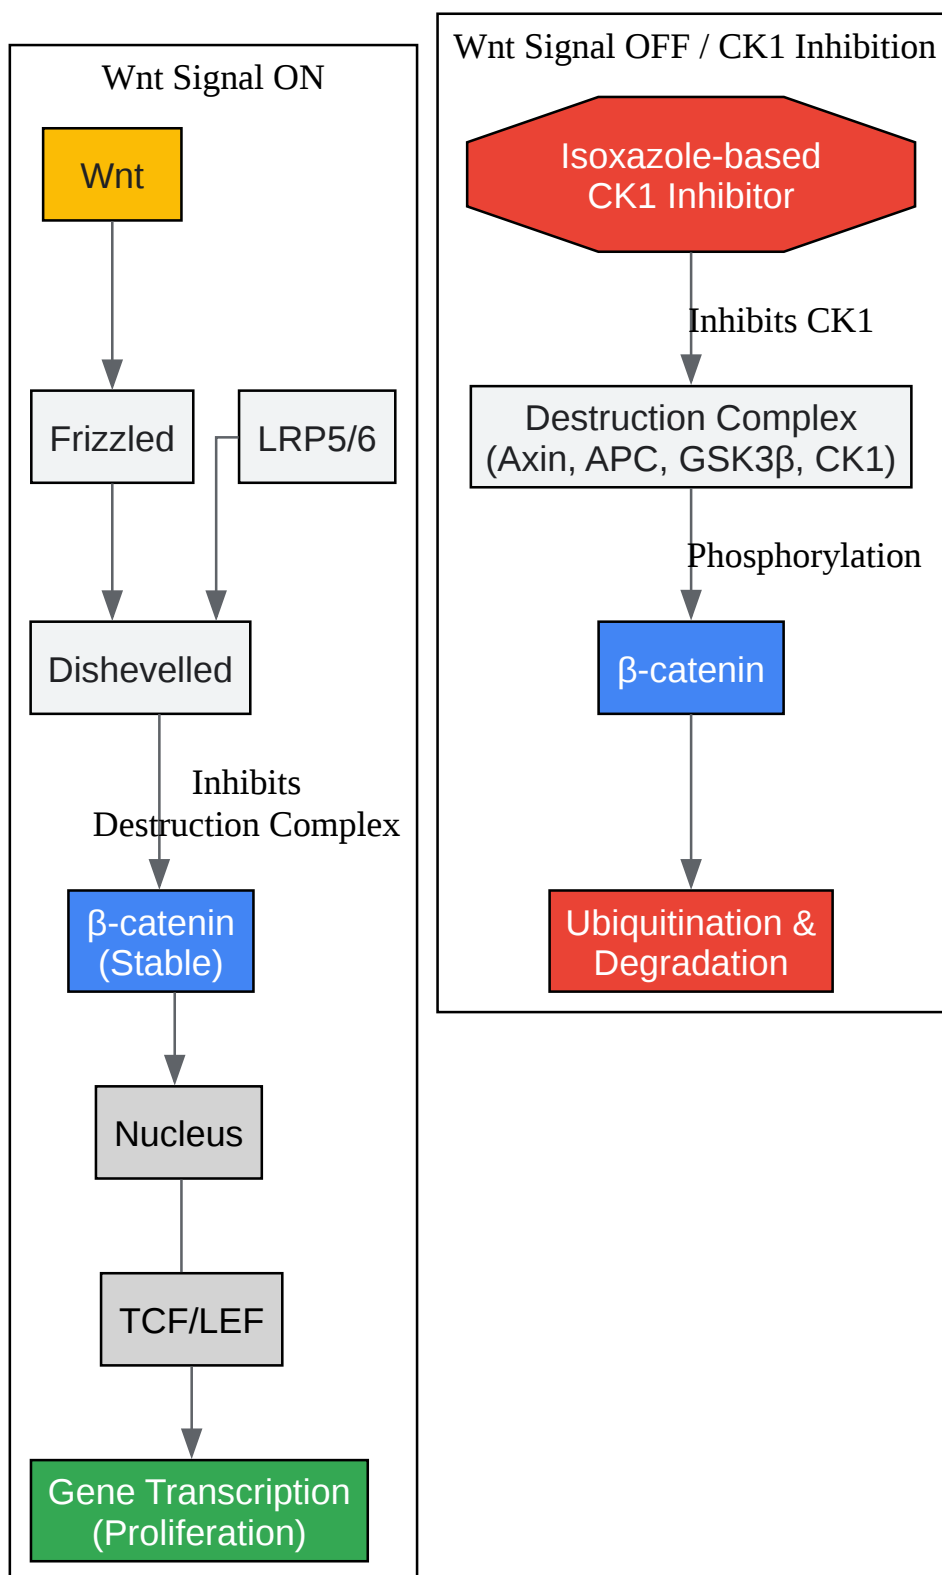 Wnt Signal ON
Wnt
Frizzled
LRP5/6
Dishevelled
Inhibits
Destruction Complex
β-catenin
(Stable)
Nucleus
TCF/LEF
Gene Transcription
(Proliferation)
Wnt Signal OFF / CK1 Inhibition
Isoxazole-based
CK1 Inhibitor
Inhibits CK1
Destruction Complex
(Axin, APC, GSK3β, CK1)
Phosphorylation
β-catenin
Ubiquitination &
Degradation